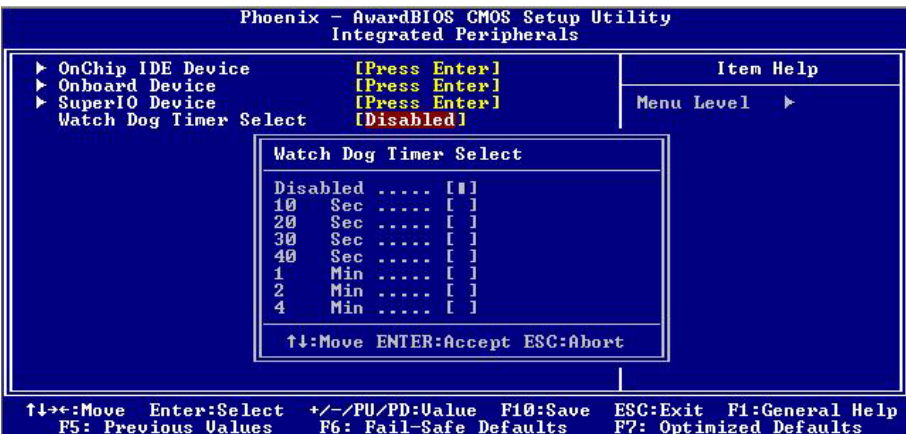 Phoenix - AwardBIOS CMOS Setup Utility
Integrated Peripherals
► OnChip IDE Device [Press Enter]
► Onboard Device [Press Enter]
► SuperIO Device [Press Enter]
Watch Dog Timer Select [Disabled]
Item Help
Menu Level ►
Watch Dog Timer Select
Disabled ..... [■]
10 Sec ..... [ ]
20 Sec ..... [ ]
30 Sec ..... [ ]
40 Sec ..... [ ]
1 Min ..... [ ]
2 Min ..... [ ]
4 Min ..... [ ]
↑↓:Move ENTER:Accept ESC:Abort
↑↓→←:Move Enter:Select +/-/PU/PD:Value F10:Save ESC:Exit F1:General Help
F5: Previous Values F6: Fail-Safe Defaults F7: Optimized Defaults